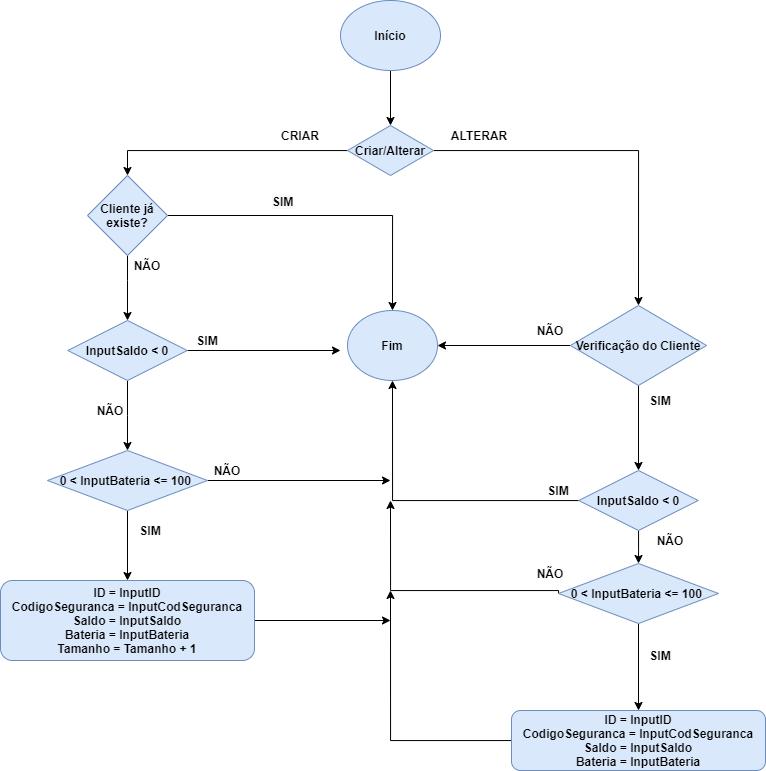 Início
CRIAR
ALTERAR
Criar/Alterar
Cliente já
existe?
SIM
NÃO
InputSaldo < 0
SIM
Fim
NÃO
Verificação do Cliente
NÃO
SIM
0 < InputBateria <= 100
NÃO
SIM
InputSaldo < 0
SIM
NÃO
ID = InputID
CodigoSeguranca = InputCodSeguranca
Saldo = InputSaldo
Bateria = InputBateria
Tamanho = Tamanho + 1
NÃO
0 < InputBateria <= 100
SIM
ID = InputID
CodigoSeguranca = InputCodSeguranca
Saldo = InputSaldo
Bateria = InputBateria